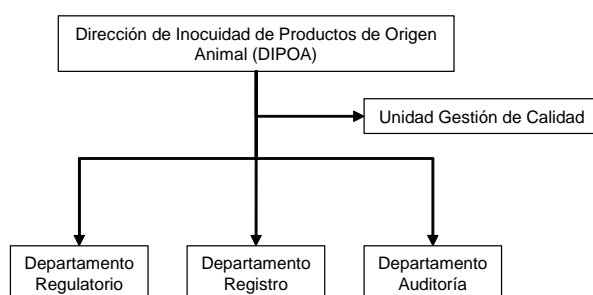 Dirección de Inocuidad de Productos de Origen
Animal (DIPOA)
Unidad Gestión de Calidad
Departamento
Regulatorio
Departamento
Registro
Departamento
Auditoría